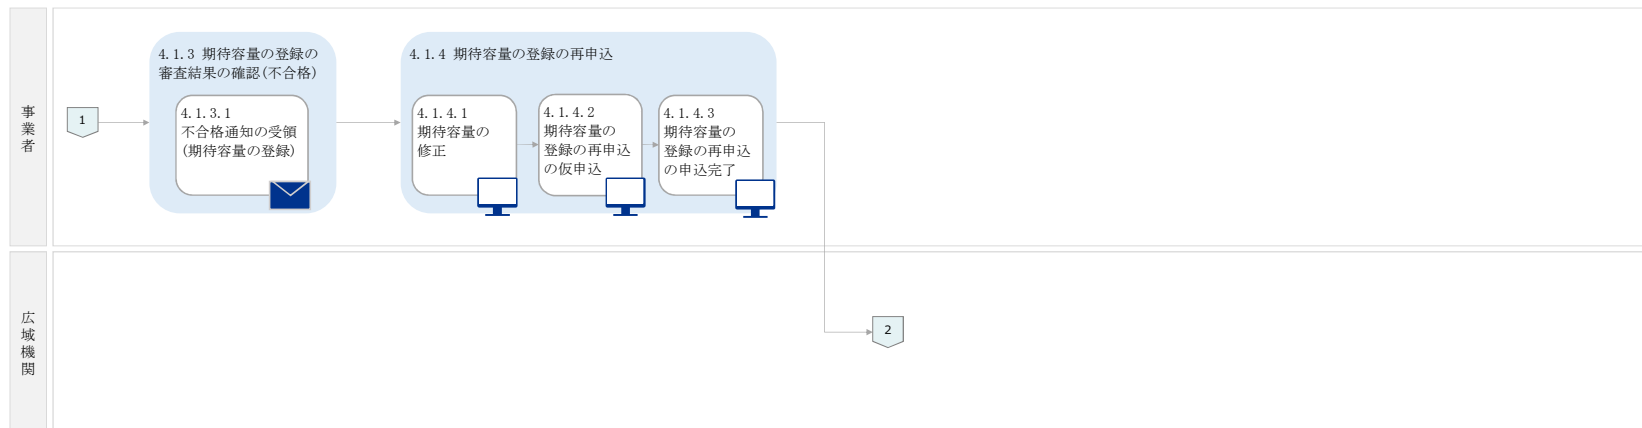 事業者
1
4.1.3 期待容量の登録の
審査結果の確認(不合格)
4.1.3.1
不合格通知の受領
(期待容量の登録)
4.1.4 期待容量の登録の再申込
4.1.4.1
期待容量の
修正
4.1.4.2
期待容量の
登録の再申込
の仮申込
4.1.4.3
期待容量の
登録の再申込
の申込完了
広域機関
2